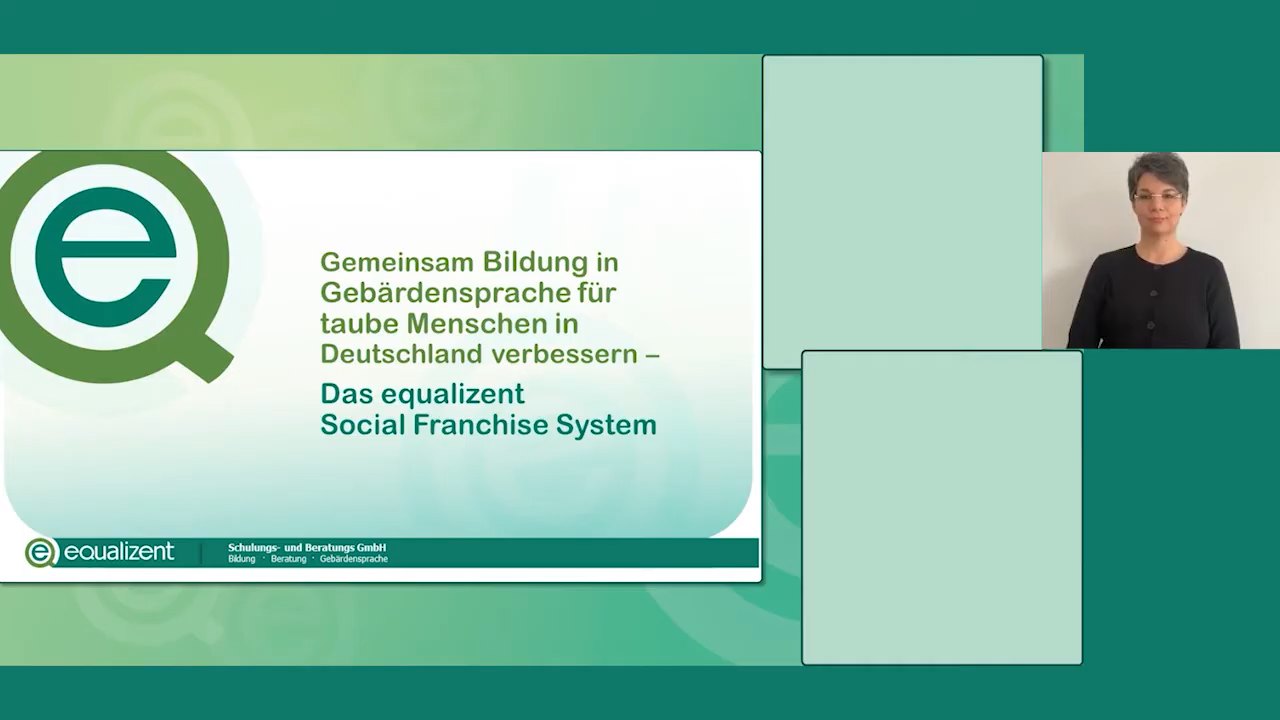 Gemeinsam Bildung in
Gebärdensprache für
taube Menschen in
Deutschland verbessern –
Das equalizent
Social Franchise System
equalizent
Schulungs- und Beratungs GmbH
Bildung · Beratung · Gebärdensprache